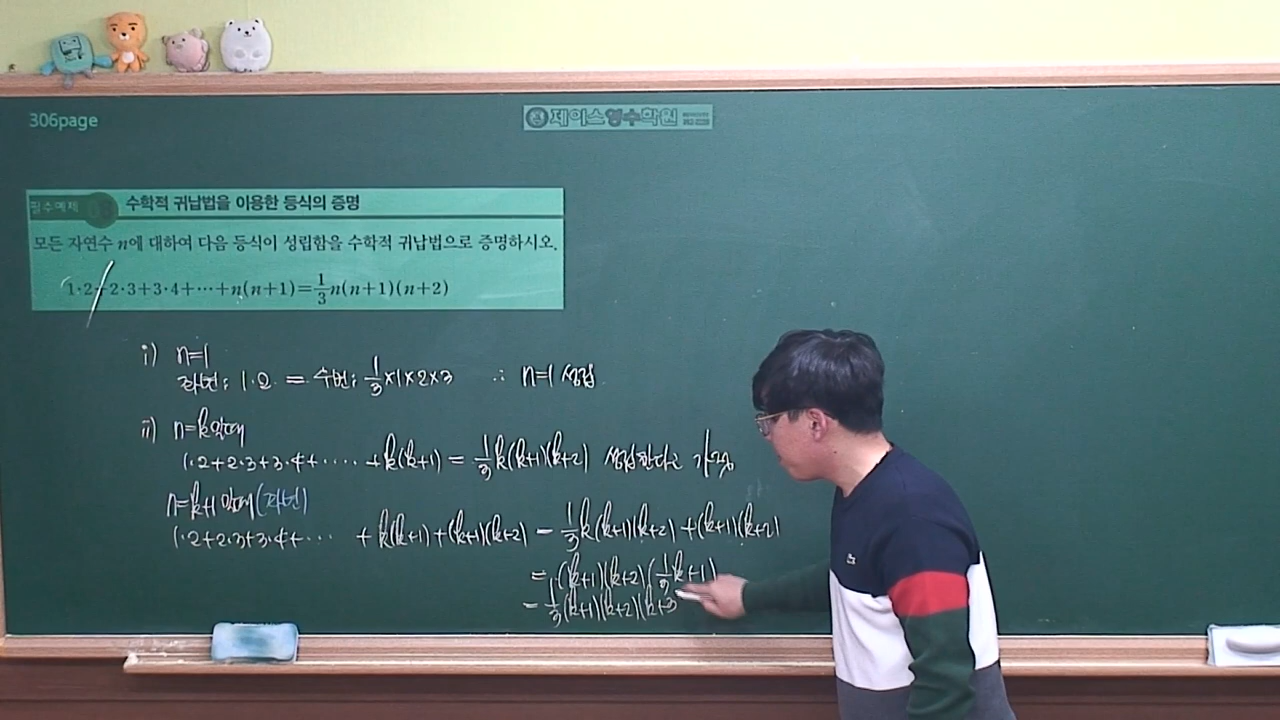 306page
제이스영수학원
필수예제 수학적 귀납법을 이용한 등식의 증명
모든 자연수 n에 대하여 다음 등식이 성립함을 수학적 귀납법으로 증명하시오.
1·2+2·3+3·4+⋯+n(n+1)=1/3n(n+1)(n+2)
i) n=1
좌변: 1·2 = 우변: 1/3×1×2×3 ∴ n=1 성립
ii) n=k일때
1·2+2·3+3·4+⋯⋯+k(k+1) = 1/3k(k+1)(k+2) 성립한다고 가정
n=k+1일때 (좌변)
1·2+2·3+3·4+⋯ +k(k+1)+(k+1)(k+2) = 1/3k(k+1)(k+2)+(k+1)(k+2)
= (k+1)(k+2)(1/3k+1)
= 1/3(k+1)(k+2)(k+3